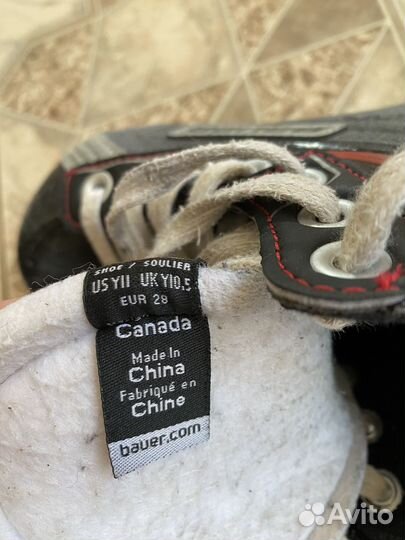 SHOE / SOULIER
US Y11 UK Y10,5
EUR 28
Canada
Made in
China
Fabriqué en
Chine
bauer.com
Avito